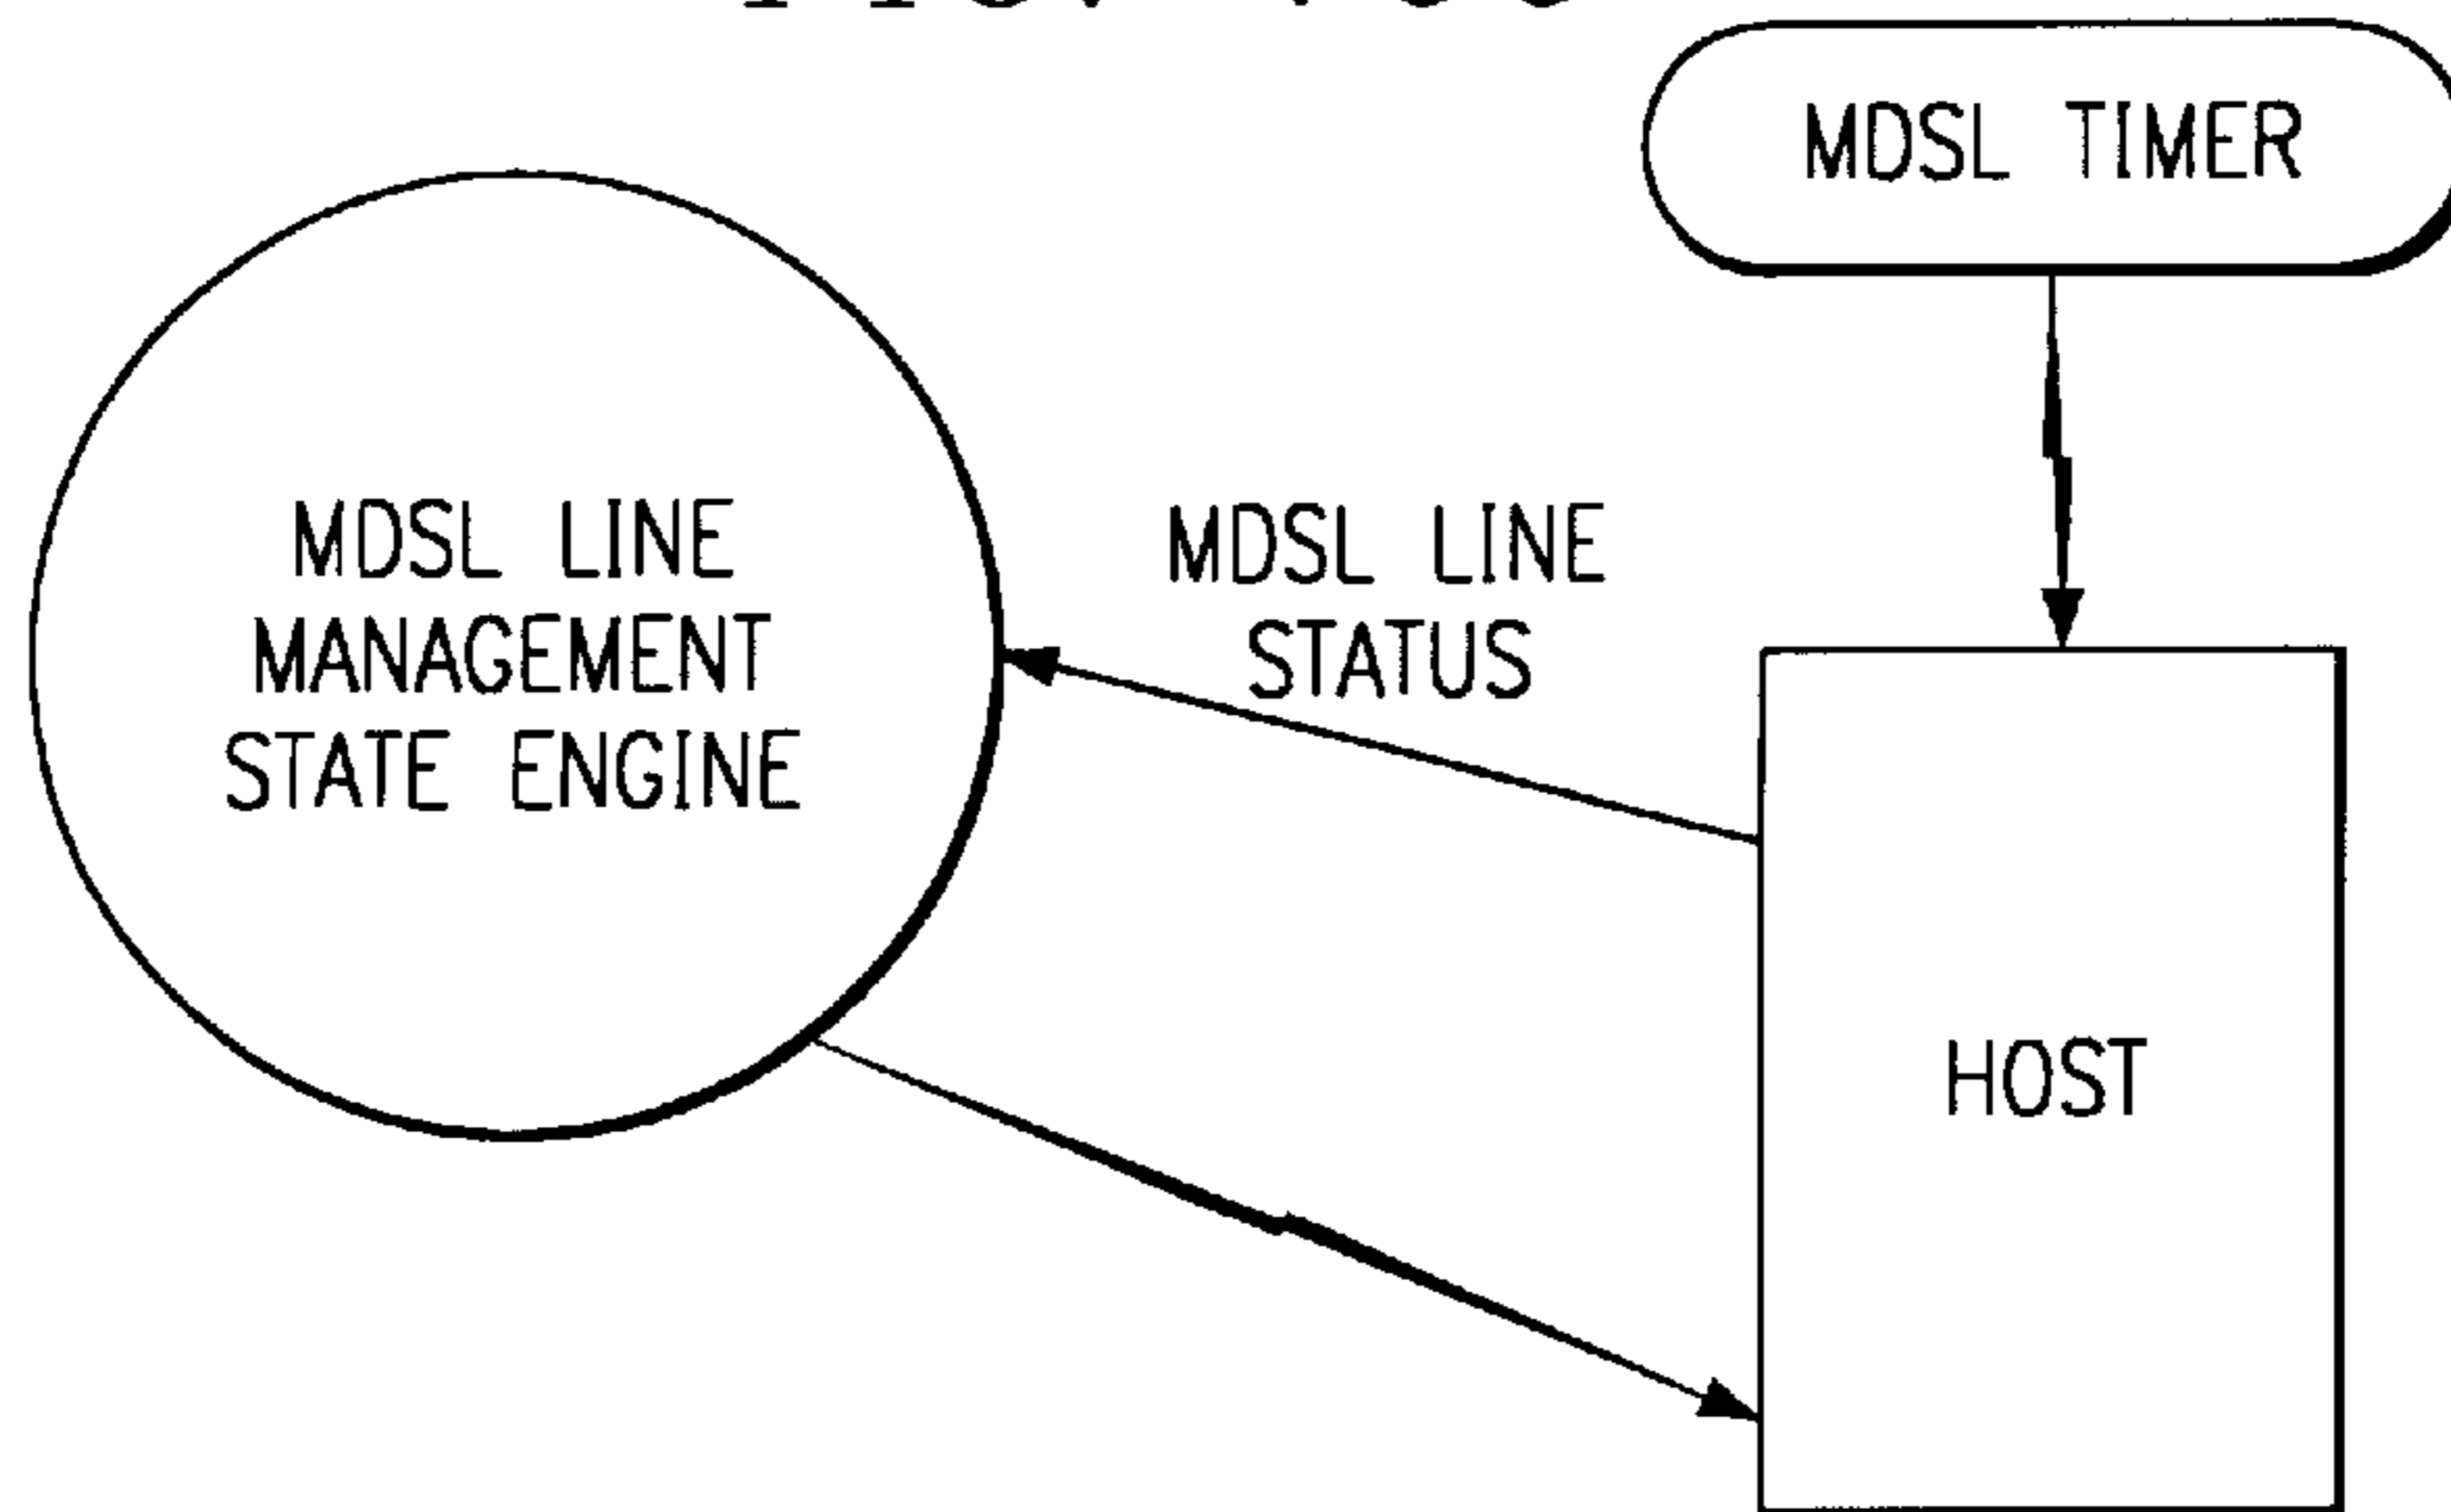 MDSL TIMER
MDSL LINE
MANAGEMENT
STATE ENGINE
MDSL LINE
STATUS
HOST